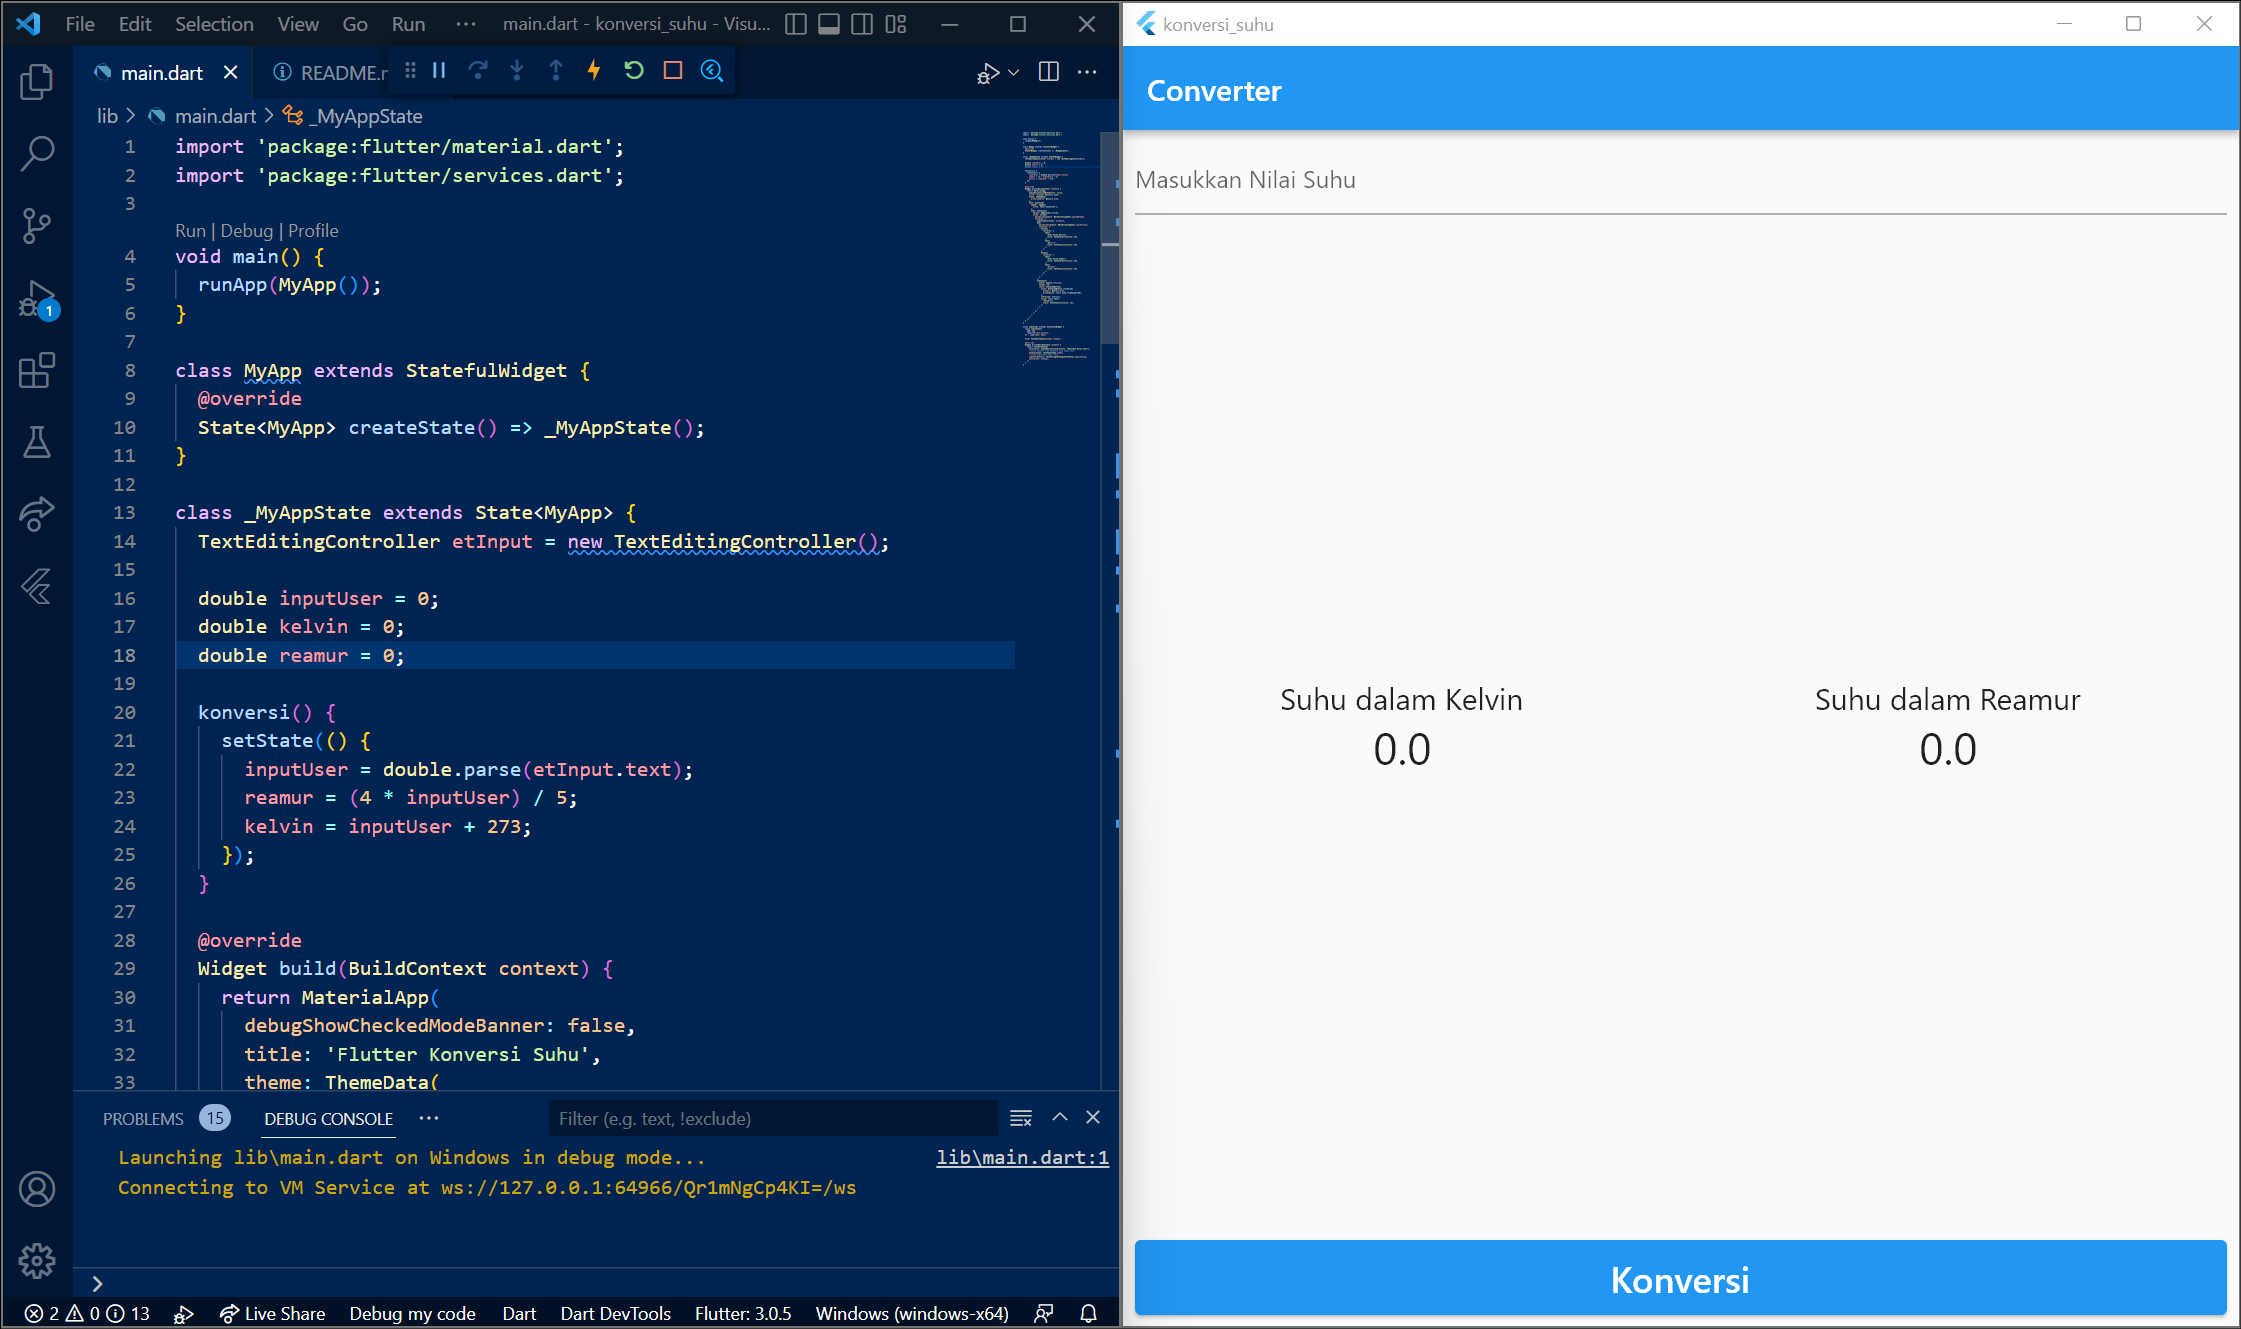 File Edit Selection View Go Run ··· main.dart - konversi_suhu - Visu...
main.dart README.r
lib > main.dart > _MyAppState
1 import 'package:flutter/material.dart';
2 import 'package:flutter/services.dart';
3
Run | Debug | Profile
4 void main() {
5 runApp(MyApp());
6 }
7
8 class MyApp extends StatefulWidget {
9 @override
10 State<MyApp> createState() => _MyAppState();
11 }
12
13 class _MyAppState extends State<MyApp> {
14 TextEditingController etInput = new TextEditingController();
15
16 double inputUser = 0;
17 double kelvin = 0;
18 double reamur = 0;
19
20 konversi() {
21 setState(() {
22 inputUser = double.parse(etInput.text);
23 reamur = (4 * inputUser) / 5;
24 kelvin = inputUser + 273;
25 });
26 }
27
28 @override
29 Widget build(BuildContext context) {
30 return MaterialApp(
31 debugShowCheckedModeBanner: false,
32 title: 'Flutter Konversi Suhu',
33 theme: ThemeData(
1
PROBLEMS 15 DEBUG CONSOLE ··· Filter (e.g. text, !exclude)
Launching lib\main.dart on Windows in debug mode... lib\main.dart:1
Connecting to VM Service at ws://127.0.0.1:64966/Qr1mNgCp4KI=/ws
>
2 0 13 Live Share Debug my code Dart Dart DevTools Flutter: 3.0.5 Windows (windows-x64)
konversi_suhu
Converter
Masukkan Nilai Suhu
Suhu dalam Kelvin
0.0
Suhu dalam Reamur
0.0
Konversi